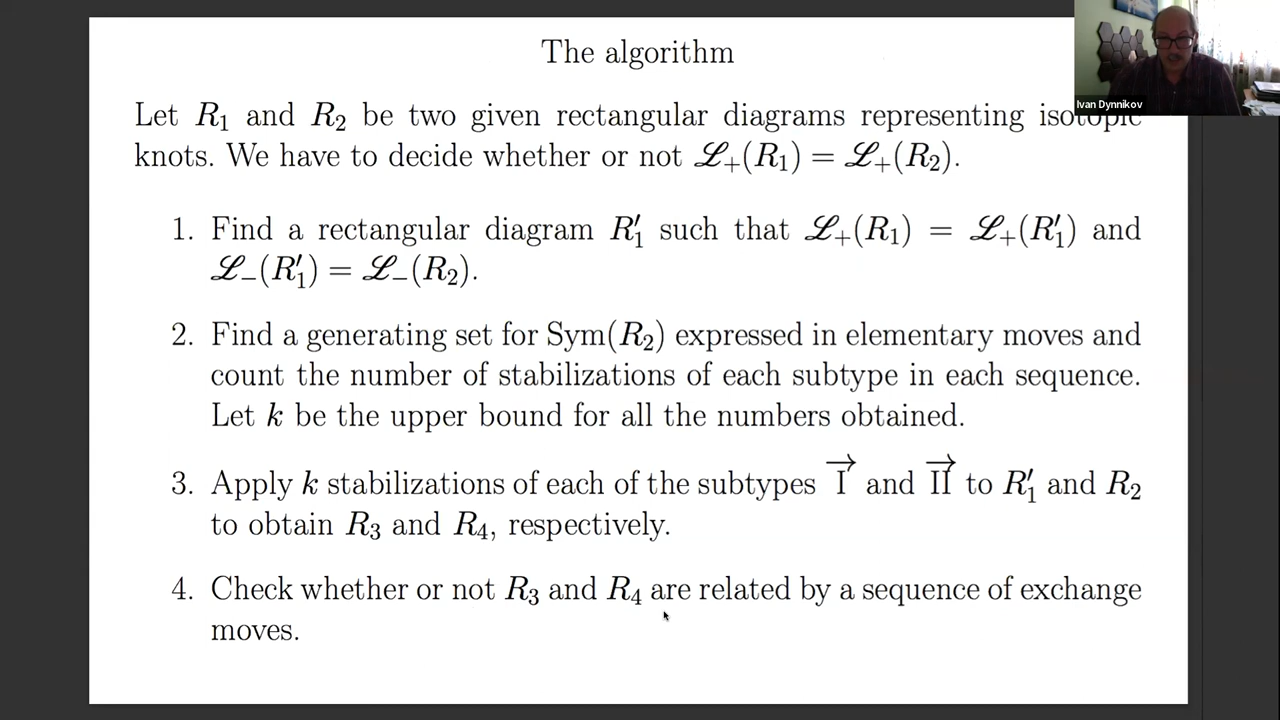 The algorithm
Let R₁ and R₂ be two given rectangular diagrams representing isotopic
knots. We have to decide whether or not ℒ₊(R₁) = ℒ₊(R₂).
1. Find a rectangular diagram R′₁ such that ℒ₊(R₁) = ℒ₊(R′₁) and
ℒ₋(R′₁) = ℒ₋(R₂).
2. Find a generating set for Sym(R₂) expressed in elementary moves and
count the number of stabilizations of each subtype in each sequence.
Let k be the upper bound for all the numbers obtained.
3. Apply k stabilizations of each of the subtypes I⃗ and I⃗I⃗ to R′₁ and R₂
to obtain R₃ and R₄, respectively.
4. Check whether or not R₃ and R₄ are related by a sequence of exchange
moves.
Ivan Dynnikov